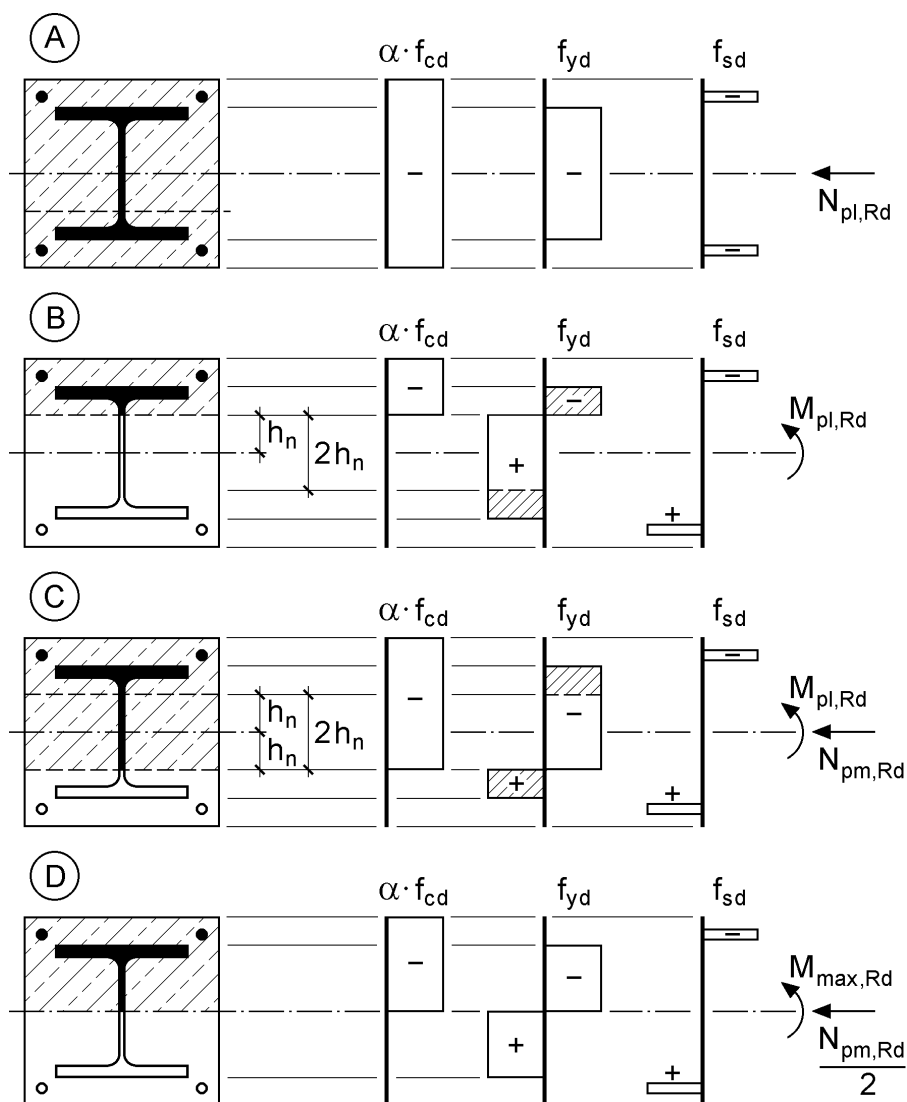 A
α · f_cd f_yd f_sd
− − −
N_pl,Rd
−
B
α · f_cd f_yd f_sd
− − −
M_pl,Rd
h_n 2h_n
+
+
C
α · f_cd f_yd f_sd
−
M_pl,Rd
h_n 2h_n − −
h_n
N_pm,Rd
+ +
D
α · f_cd f_yd f_sd
−
− −
M_max,Rd
N_pm,Rd
+
2
+